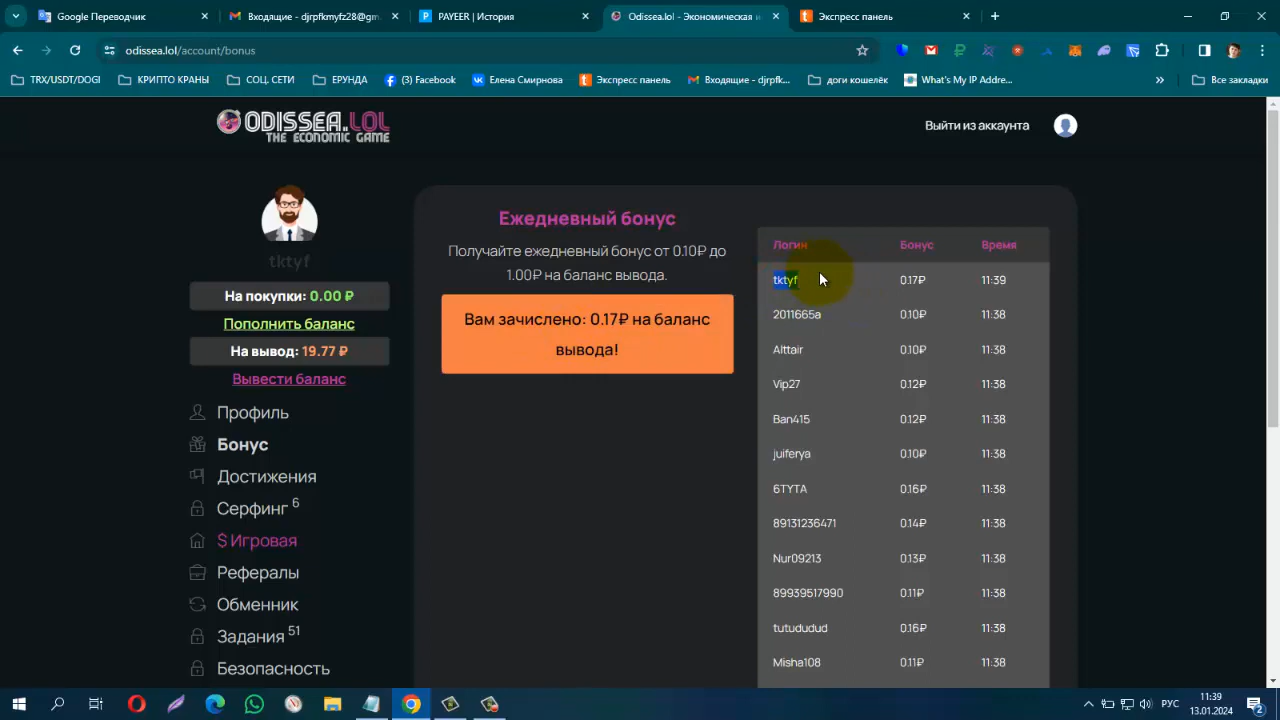 Google Переводчик
Входящие - djrpfkmyfz28@gm
PAYEER | История
Odissea.lol - Экономическая и
Экспресс панель
odissea.lol/account/bonus
TRX/USDT/DOGI
КРИПТО КРАНЫ
СОЦ. СЕТИ
ЕРУНДА
(3) Facebook
Елена Смирнова
Экспресс панель
Входящие - djrpfk...
доги кошелёк
What's My IP Addre...
Все закладки
ODISSEA.LOL
THE ECONOMIC GAME
Выйти из аккаунта
tktyf
На покупки: 0.00 ₽
Пополнить баланс
На вывод: 19.77 ₽
Вывести баланс
Профиль
Бонус
Достижения
Серфинг 6
$ Игровая
Рефералы
Обменник
Задания 51
Безопасность
Ежедневный бонус
Получайте ежедневный бонус от 0.10₽ до
1.00₽ на баланс вывода.
Вам зачислено: 0.17₽ на баланс
вывода!
Логин Бонус Время
tktyf 0.17₽ 11:39
2011665a 0.10₽ 11:38
Alttair 0.10₽ 11:38
Vip27 0.12₽ 11:38
Ban415 0.12₽ 11:38
juiferya 0.10₽ 11:38
6TYTA 0.16₽ 11:38
89131236471 0.14₽ 11:38
Nur09213 0.13₽ 11:38
89939517990 0.11₽ 11:38
tutududud 0.16₽ 11:38
Misha108 0.11₽ 11:38
РУС
11:39
13.01.2024
2